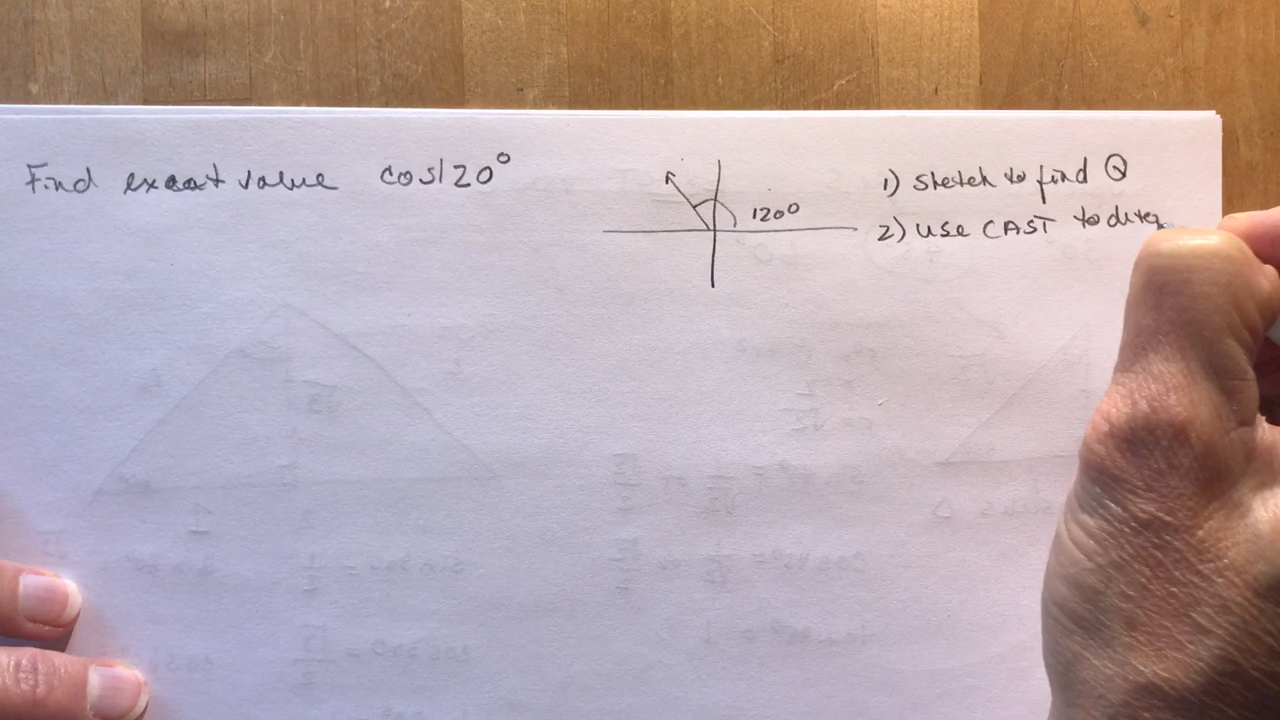 Find exact value cos120°
120°
1) sketch to find Q
2) use CAST to